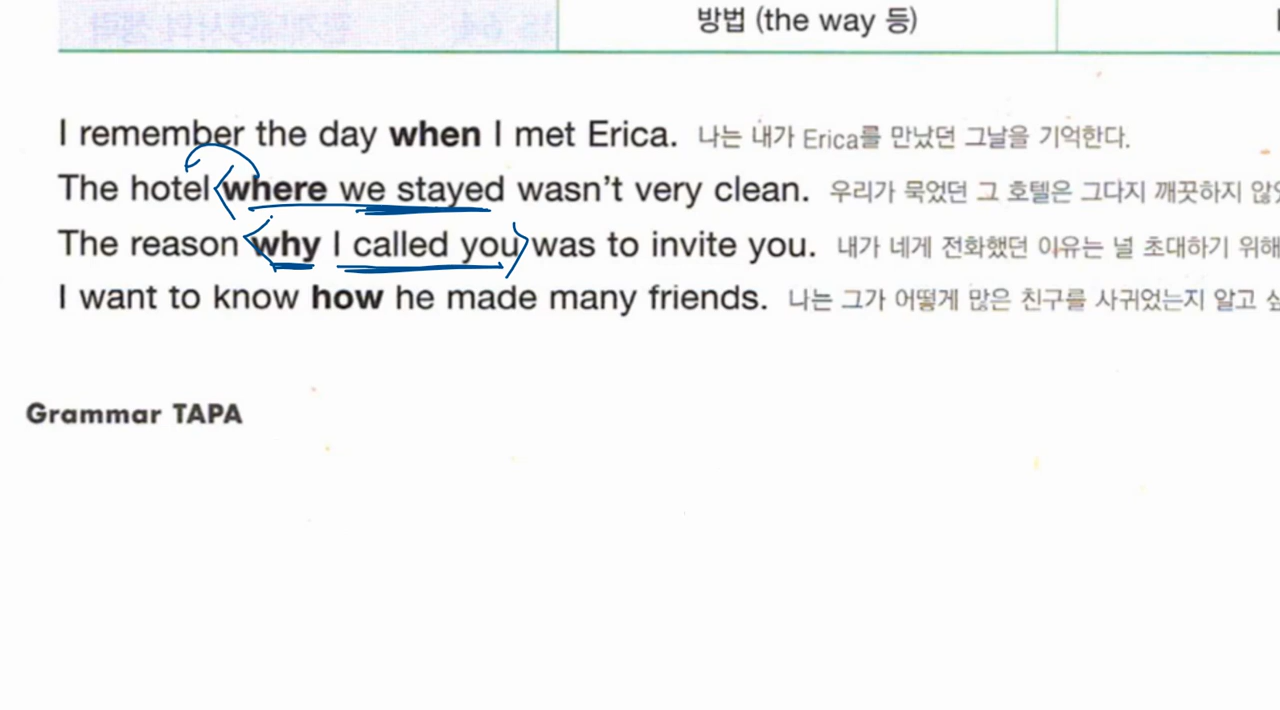 방법 (the way 등)
I remember the day when I met Erica. 나는 내가 Erica를 만났던 그날을 기억한다.
The hotel where we stayed wasn't very clean. 우리가 묵었던 그 호텔은 그다지 깨끗하지
The reason why I called you was to invite you. 내가 네게 전화했던 이유는 널 초대하기 위해
I want to know how he made many friends. 나는 그가 어떻게 많은 친구를 사귀었는지 알고
Grammar TAPA